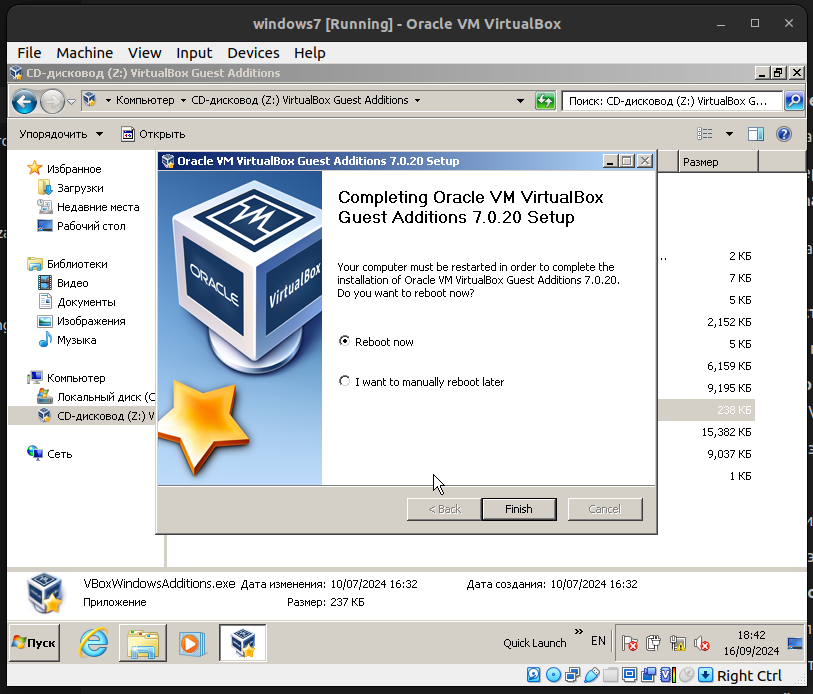 windows7 [Running] - Oracle VM VirtualBox
File Machine View Input Devices Help
CD-дисковод (Z:) VirtualBox Guest Additions
Компьютер CD-дисковод (Z:) VirtualBox Guest Additions
Поиск: CD-дисковод (Z:) VirtualBox G...
Упорядочить Открыть
Oracle VM VirtualBox Guest Additions 7.0.20 Setup
Размер
Избранное
Загрузки
Недавние места
Рабочий стол
Библиотеки
Видео
Документы
Изображения
Музыка
Компьютер
Локальный диск (C
CD-дисковод (Z:) V
Сеть
ORACLE
VirtualBox
Completing Oracle VM VirtualBox
Guest Additions 7.0.20 Setup
Your computer must be restarted in order to complete the
installation of Oracle VM VirtualBox Guest Additions 7.0.20.
Do you want to reboot now?
Reboot now
I want to manually reboot later
< Back Finish Cancel
..
2 КБ
7 КБ
5 КБ
2,152 КБ
5 КБ
6,159 КБ
9,195 КБ
238 КБ
15,382 КБ
9,037 КБ
1 КБ
VBoxWindowsAdditions.exe Дата изменения: 10/07/2024 16:32 Дата создания: 10/07/2024 16:32
Приложение Размер: 237 КБ
Пуск
Quick Launch » EN
18:42
16/09/2024
Right Ctrl